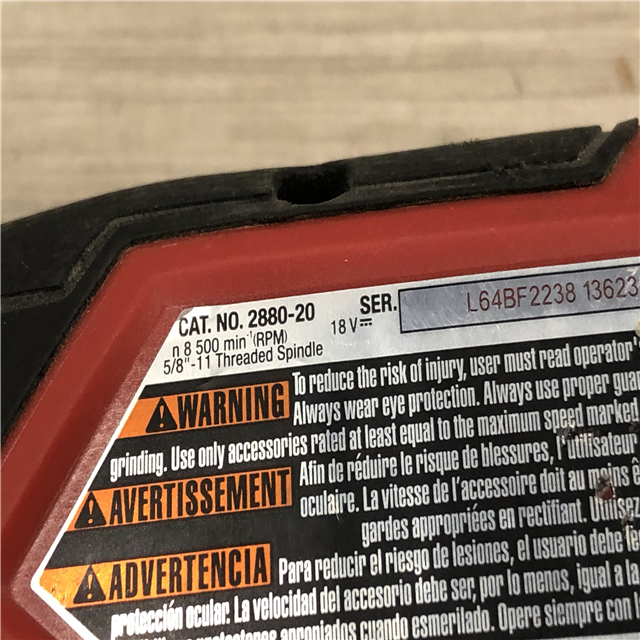 CAT. NO. 2880-20
SER. L64BF2238 13623
n 8 500 min⁻¹(RPM) 18 V⎓
5/8"-11 Threaded Spindle
WARNING To reduce the risk of injury, user must read operator'
Always wear eye protection. Always use proper gua
grinding. Use only accessories rated at least equal to the maximum speed market
AVERTISSEMENT Afin de réduire le risque de blessures, l'utilisateur
oculaire. La vitesse de l'accessoire doit au moins
gardes appropriées en rectifiant. Utilisez
ADVERTENCIA Para reducir el riesgo de lesiones, el usuario debe le
protección ocular. La velocidad del accesorio debe ser, por lo menos, igual a la
protectores apropiados cuando esmerilado. Opere siempre con